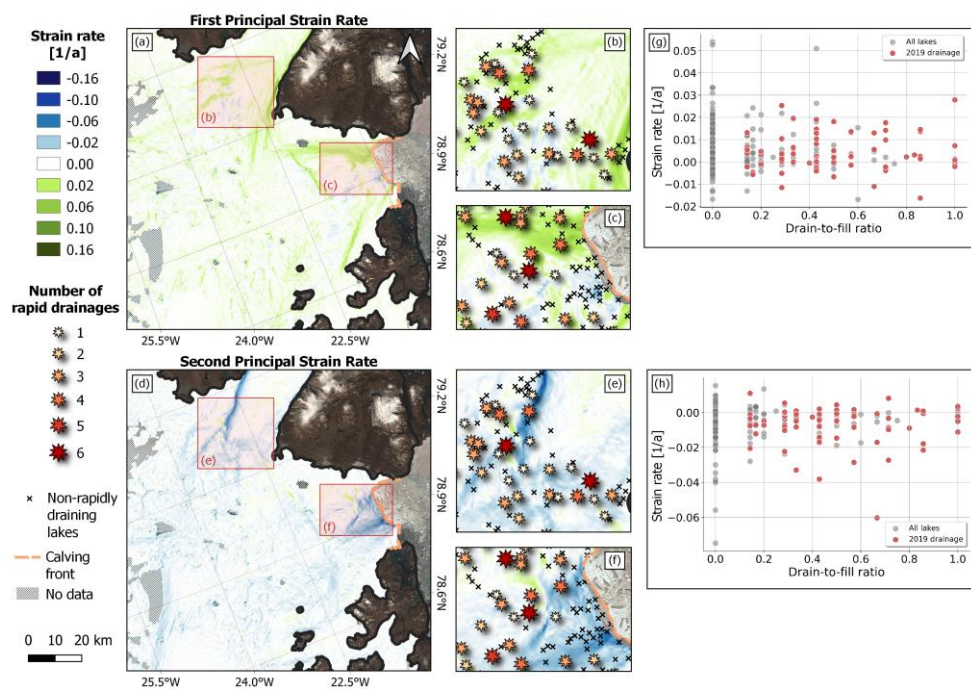 First Principal Strain Rate
Strain rate
[1/a]
-0.16
-0.10
-0.06
-0.02
0.00
0.02
0.06
0.10
0.16
Number of
rapid drainages
1
2
3
4
5
6
Non-rapidly
draining
lakes
Calving
front
No data
0 10 20 km
(a)
(b)
(c)
79.2°N
78.9°N
78.6°N
25.5°W 24.0°W 22.5°W
(b)
(c)
(g)
All lakes
2019 drainage
Strain rate [1/a]
0.05
0.04
0.03
0.02
0.01
0.00
−0.01
−0.02
0.0 0.2 0.4 0.6 0.8 1.0
Drain-to-fill ratio
Second Principal Strain Rate
(d)
(e)
(f)
79.2°N
78.9°N
78.6°N
25.5°W 24.0°W 22.5°W
(e)
(f)
(h)
Strain rate [1/a]
0.00
−0.02
−0.04
−0.06
All lakes
2019 drainage
0.0 0.2 0.4 0.6 0.8 1.0
Drain-to-fill ratio